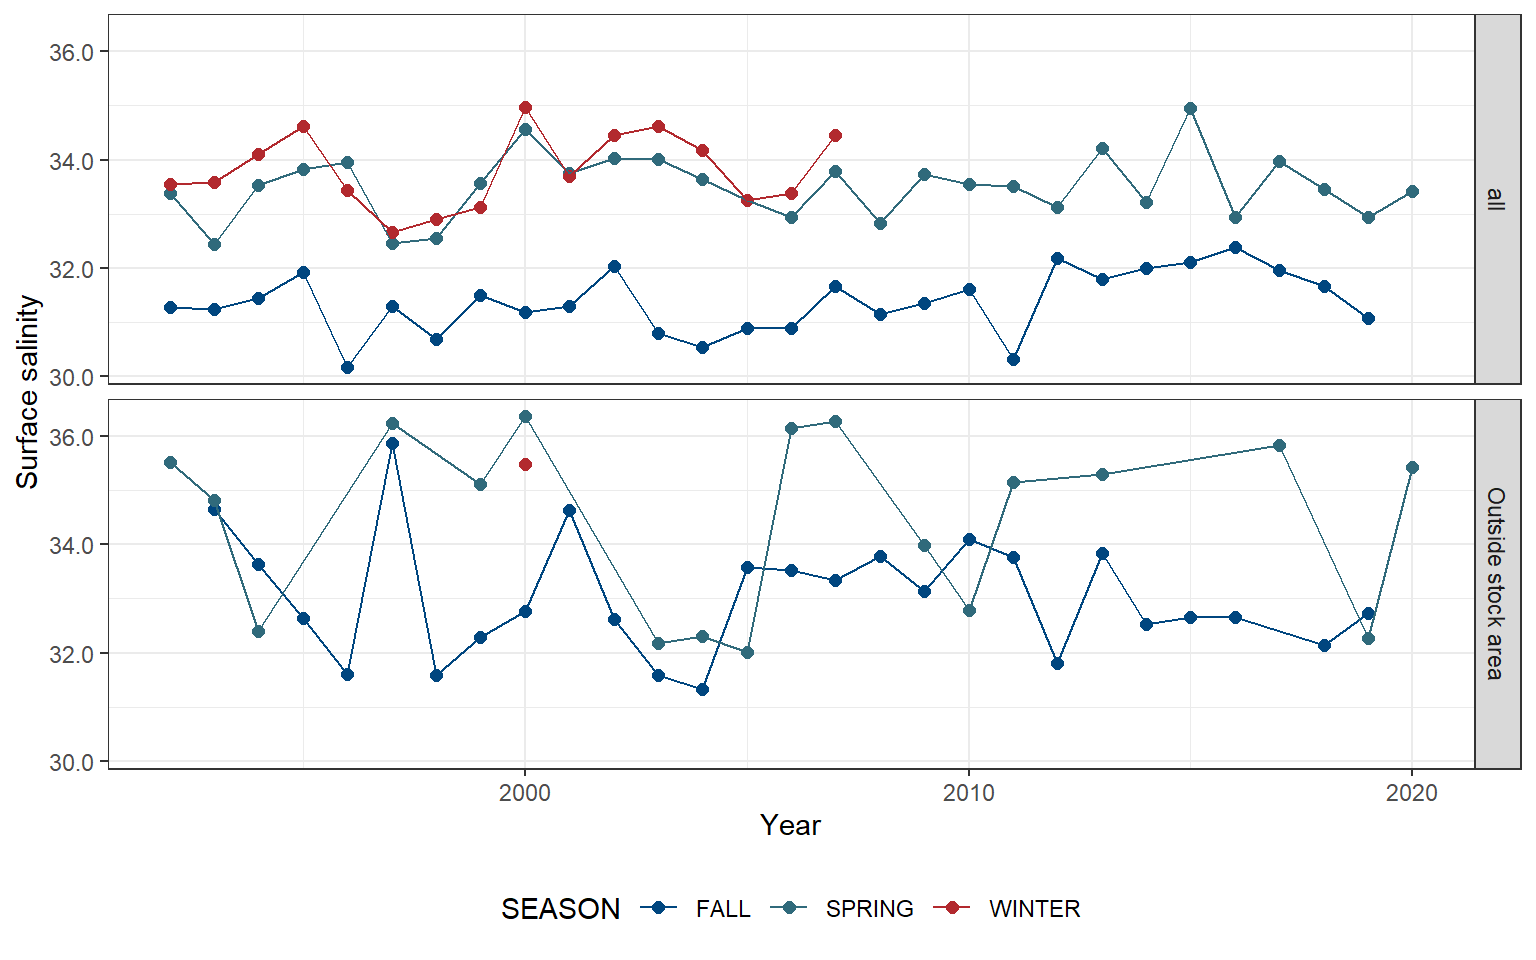 36.0
34.0
32.0
30.0
all
Surface salinity
36.0
34.0
32.0
30.0
Outside stock area
2000
2010
2020
Year
SEASON FALL SPRING WINTER